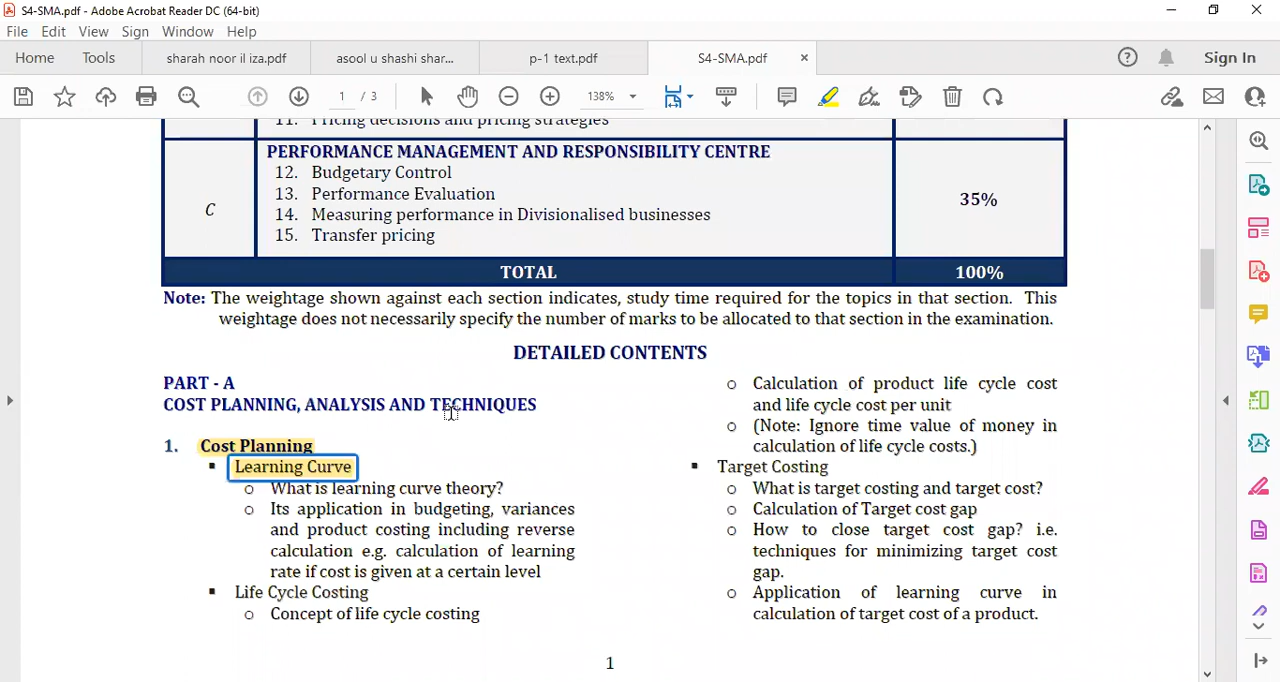 S4-SMA.pdf - Adobe Acrobat Reader DC (64-bit)
File Edit View Sign Window Help
Home Tools sharah noor il iza.pdf asool u shashi shar... p-1 text.pdf S4-SMA.pdf Sign In
1 / 3 138%
11. Pricing decisions and pricing strategies
PERFORMANCE MANAGEMENT AND RESPONSIBILITY CENTRE
12. Budgetary Control
13. Performance Evaluation
C 35%
14. Measuring performance in Divisionalised businesses
15. Transfer pricing
TOTAL 100%
Note: The weightage shown against each section indicates, study time required for the topics in that section. This
weightage does not necessarily specify the number of marks to be allocated to that section in the examination.
DETAILED CONTENTS
PART - A
COST PLANNING, ANALYSIS AND TECHNIQUES
1. Cost Planning
▪ Learning Curve
o What is learning curve theory?
o Its application in budgeting, variances
and product costing including reverse
calculation e.g. calculation of learning
rate if cost is given at a certain level
▪ Life Cycle Costing
o Concept of life cycle costing
o Calculation of product life cycle cost
and life cycle cost per unit
o (Note: Ignore time value of money in
calculation of life cycle costs.)
▪ Target Costing
o What is target costing and target cost?
o Calculation of Target cost gap
o How to close target cost gap? i.e.
techniques for minimizing target cost
gap.
o Application of learning curve in
calculation of target cost of a product.
1